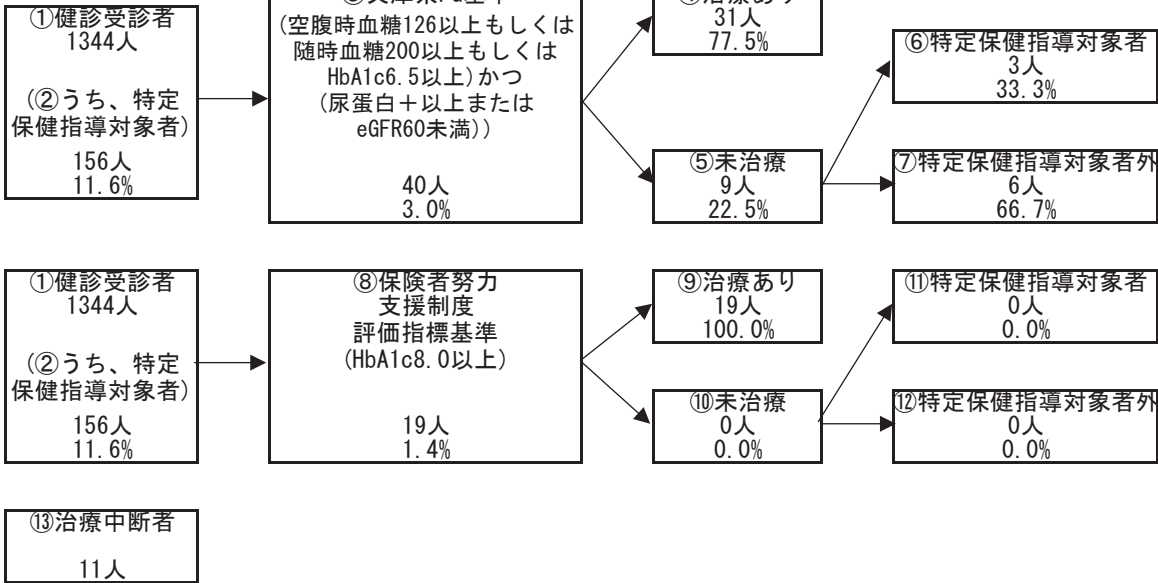 ①健診受診者
1344人
(②うち、特定
保健指導対象者)
156人
11.6%
(空腹時血糖126以上もしくは
随時血糖200以上もしくは
HbA1c6.5以上)かつ
(尿蛋白+以上または
eGFR60未満))
40人
3.0%
31人
77.5%
⑤未治療
9人
22.5%
⑥特定保健指導対象者
3人
33.3%
⑦特定保健指導対象者外
6人
66.7%
①健診受診者
1344人
(②うち、特定
保健指導対象者)
156人
11.6%
⑧保険者努力
支援制度
評価指標基準
(HbA1c8.0以上)
19人
1.4%
⑨治療あり
19人
100.0%
⑩未治療
0人
0.0%
⑪特定保健指導対象者
0人
0.0%
⑫特定保健指導対象者外
0人
0.0%
⑬治療中断者
11人